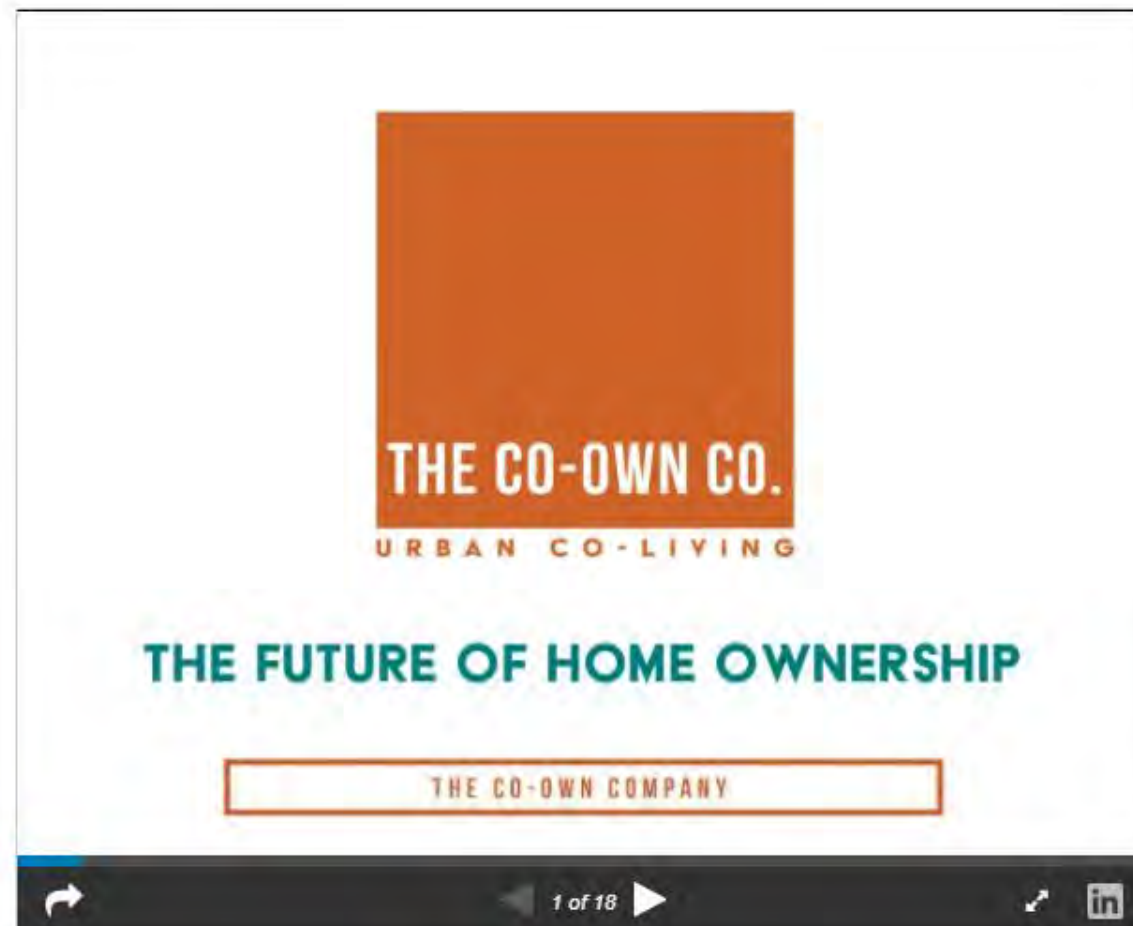 THE CO-OWN CO.
URBAN CO-LIVING
THE FUTURE OF HOME OWNERSHIP
THE CO-OWN COMPANY
1 of 18
in